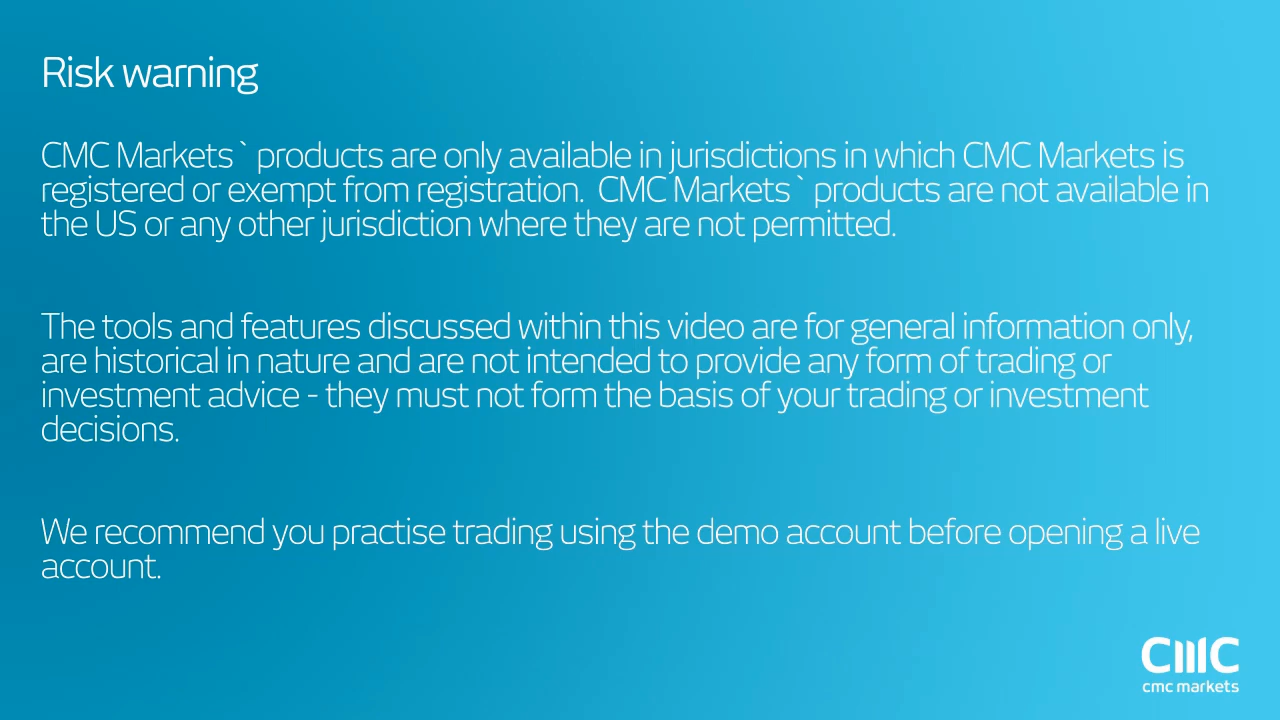 Risk warning
CMC Markets` products are only available in jurisdictions in which CMC Markets is
registered or exempt from registration.  CMC Markets` products are not available in
the US or any other jurisdiction where they are not permitted.
The tools and features discussed within this video are for general information only,
are historical in nature and are not intended to provide any form of trading or
investment advice - they must not form the basis of your trading or investment
decisions.
We recommend you practise trading using the demo account before opening a live
account.
CMC
cmc markets